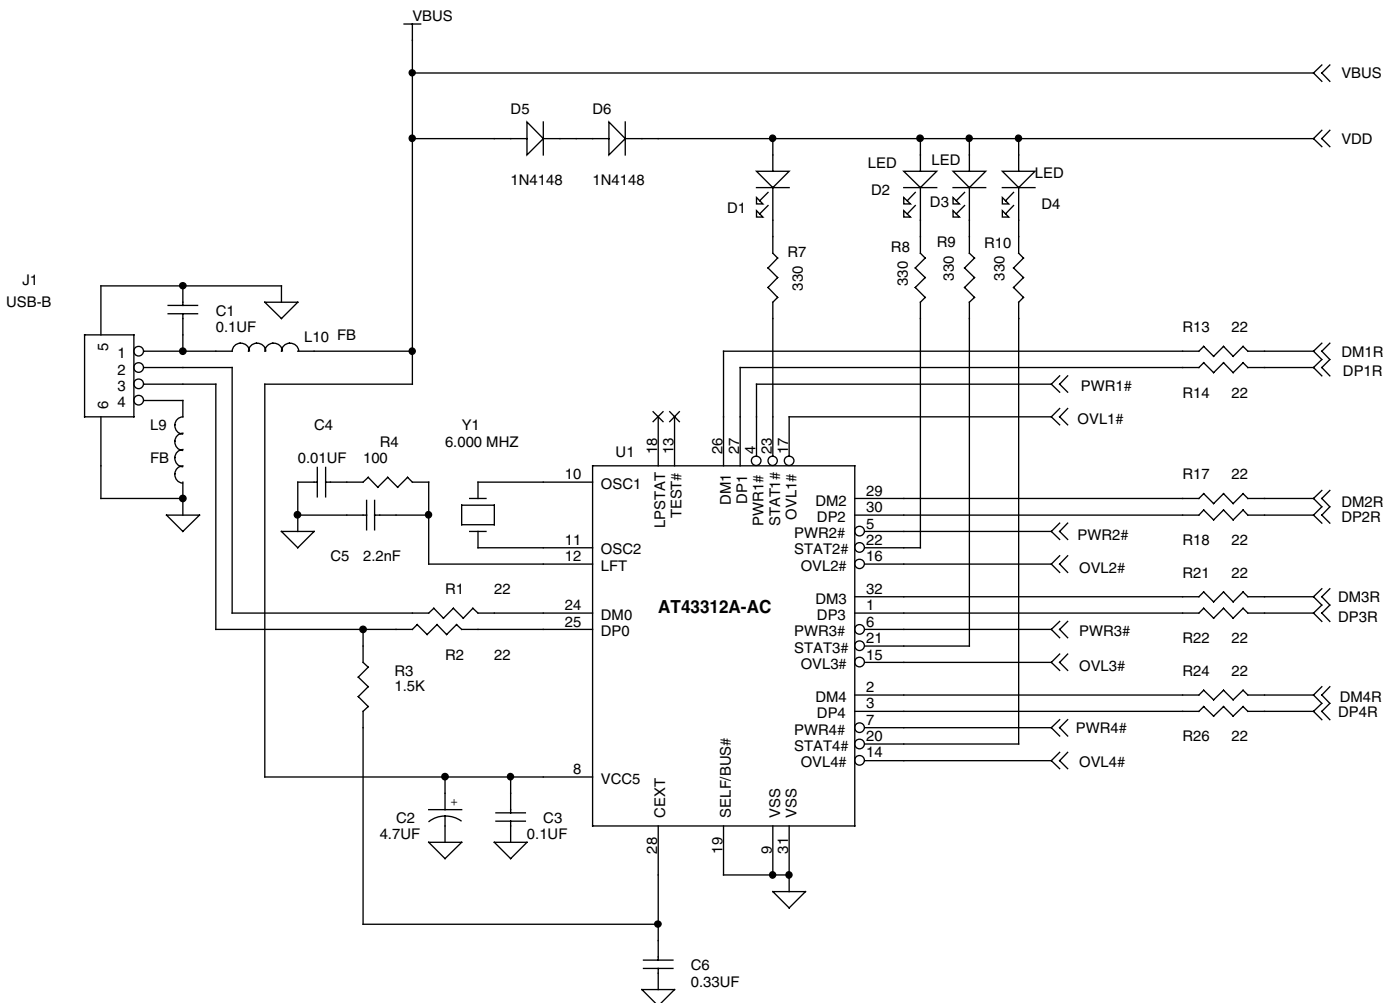 VBUS
VBUS
D5
D6
VDD
1N4148
1N4148
LED
LED
LED
D1
D2
D3
D4
R7
330
R8
330
R9
330
R10
330
J1
USB-B
C1
0.1UF
L10 FB
5
1
2
3
4
6
R13 22
DM1R
DP1R
R14 22
PWR1#
OVL1#
L9
FB
C4
0.01UF
R4
100
Y1
6.000 MHZ
C5 2.2nF
U1
18
13
26
27
4
23
17
LPSTAT
TEST#
DM1
DP1
PWR1#
STAT1#
OVL1#
10
OSC1
11
OSC2
12
LFT
R1 22
24
DM0
25
DP0
R2 22
R3
1.5K
AT43312A-AC
R17 22
DM2
29
DM2R
DP2
30
DP2R
PWR2#
5
PWR2#
R18 22
STAT2#
22
OVL2#
16
OVL2#
R21 22
DM3
32
DM3R
DP3
1
DP3R
PWR3#
6
PWR3#
R22 22
STAT3#
21
OVL3#
15
OVL3#
R24 22
DM4
2
DM4R
DP4
3
DP4R
PWR4#
7
PWR4#
R26 22
STAT4#
20
OVL4#
14
OVL4#
8
VCC5
CEXT
SELF/BUS#
VSS
VSS
C2
4.7UF
+
C3
0.1UF
28
19
9
31
C6
0.33UF